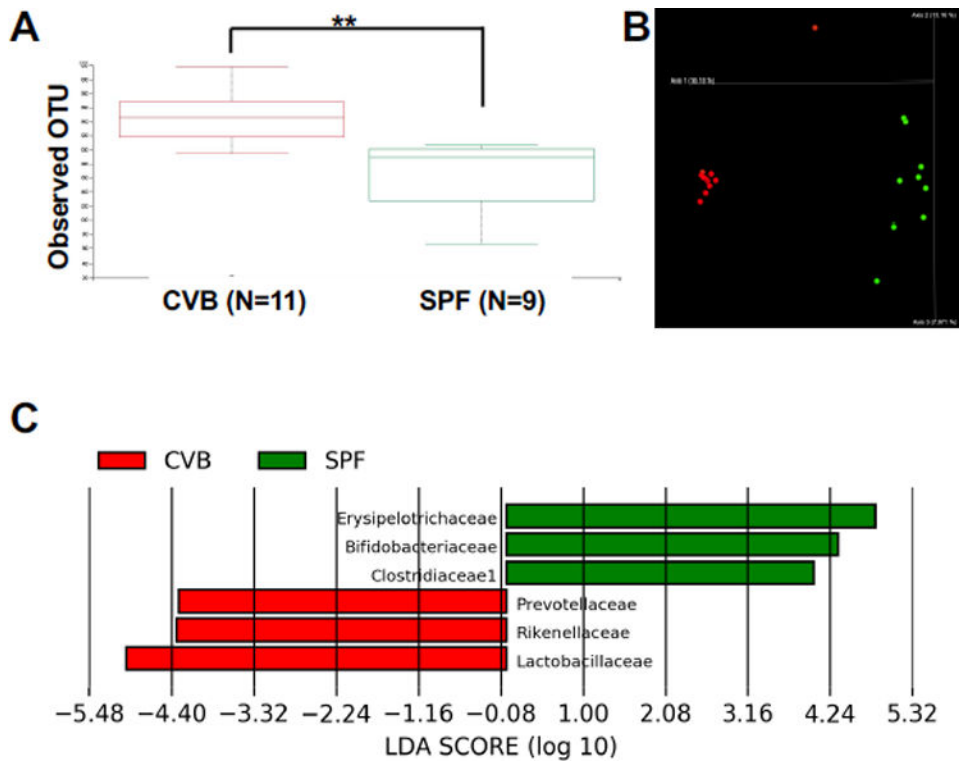 A
B
**
Observed OTU
CVB (N=11)
SPF (N=9)
Axis 1
C
CVB
SPF
Erysipelotrichaceae
Bifidobacteriaceae
Clostridiaceae1
Prevotellaceae
Rikenellaceae
Lactobacillaceae
−5.48 −4.40 −3.32 −2.24 −1.16 −0.08 1.00 2.08 3.16 4.24 5.32
LDA SCORE (log 10)